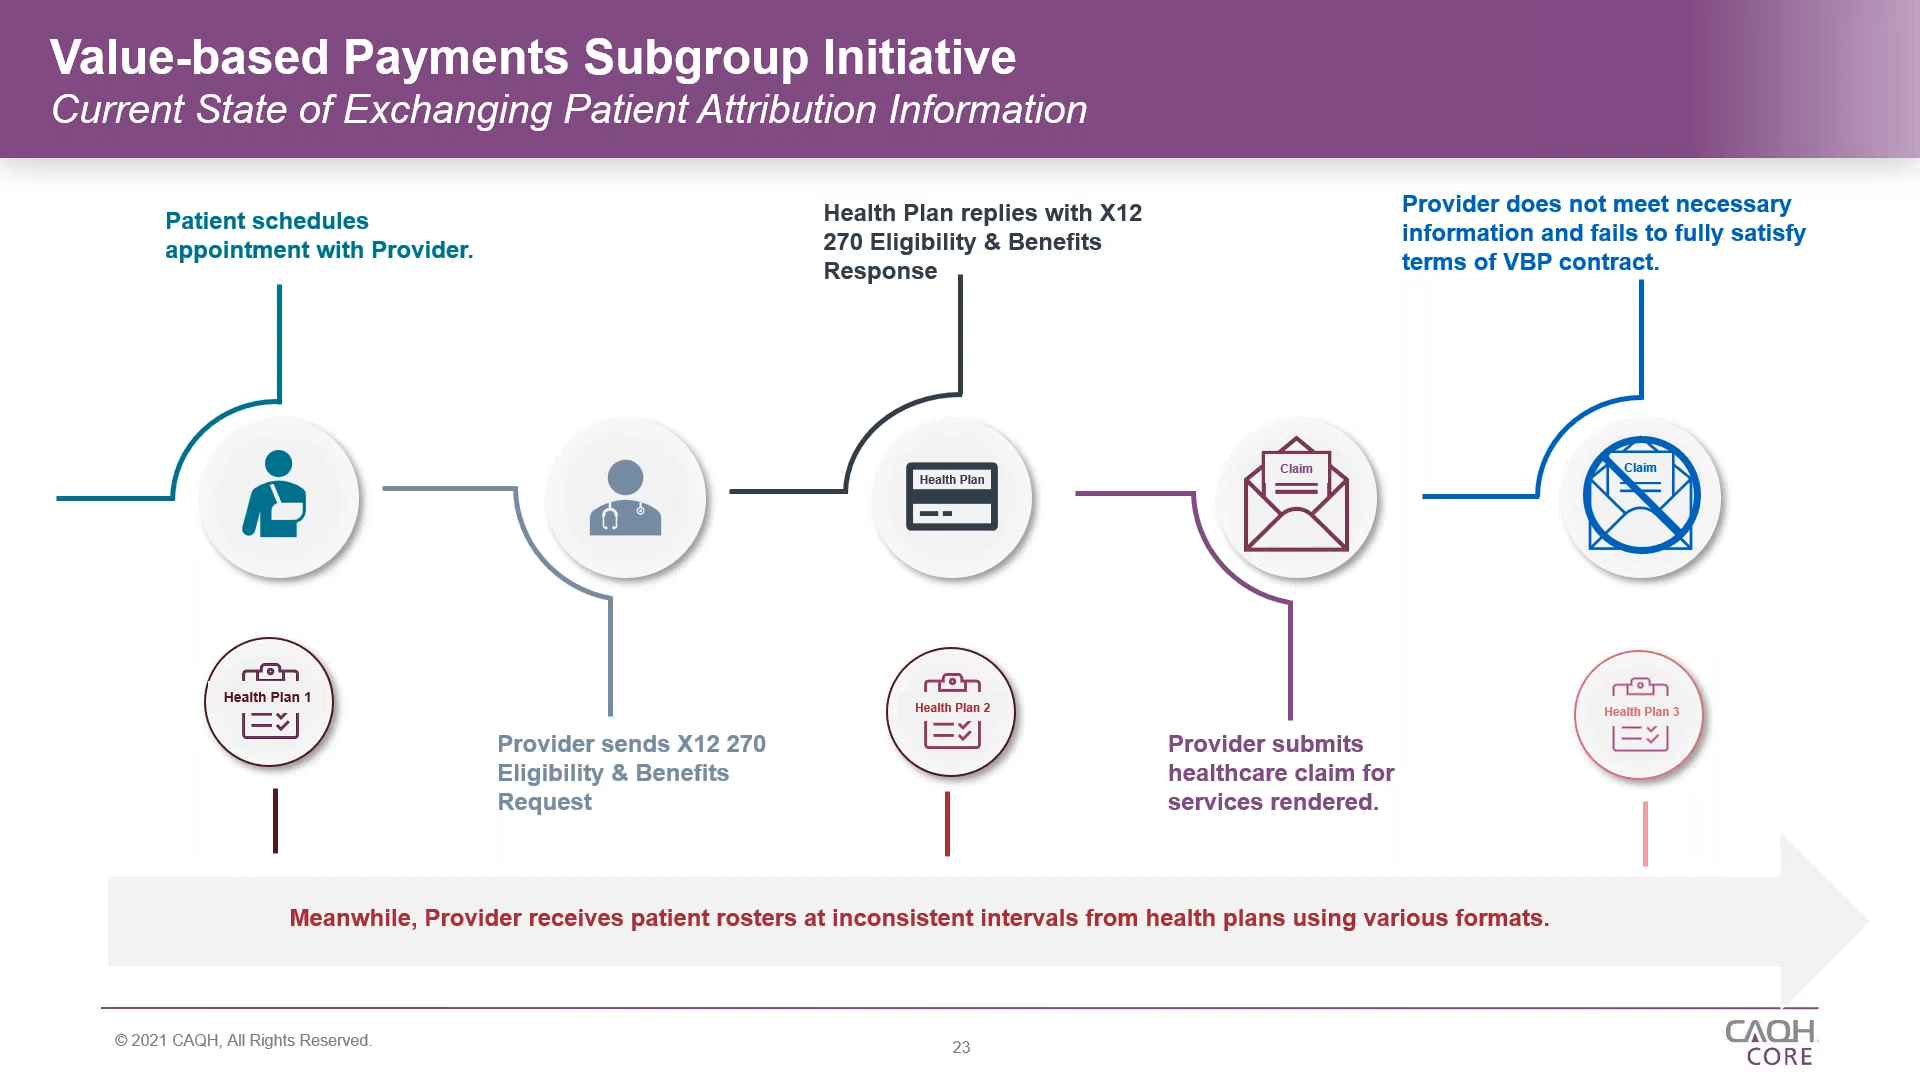 Value-based Payments Subgroup Initiative
Current State of Exchanging Patient Attribution Information
Patient schedules
appointment with Provider.
Health Plan replies with X12
270 Eligibility & Benefits
Response
Provider does not meet necessary
information and fails to fully satisfy
terms of VBP contract.
Health Plan
Claim
Claim
Health Plan 1
Health Plan 2
Health Plan 3
Provider sends X12 270
Eligibility & Benefits
Request
Provider submits
healthcare claim for
services rendered.
Meanwhile, Provider receives patient rosters at inconsistent intervals from health plans using various formats.
© 2021 CAQH, All Rights Reserved.
23
CAQH
CORE